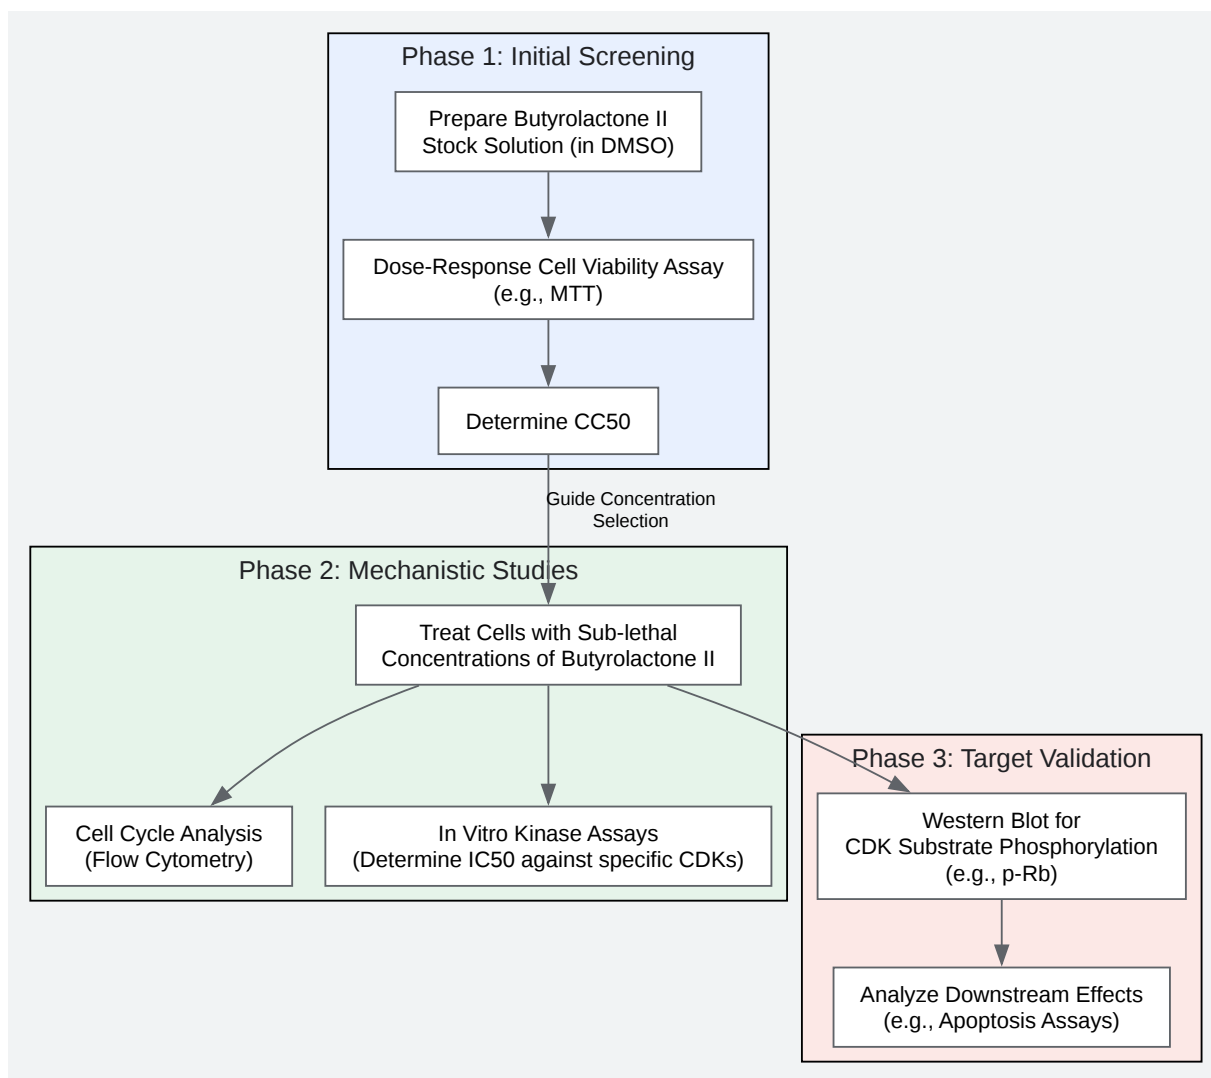 Phase 1: Initial Screening
Prepare Butyrolactone II
Stock Solution (in DMSO)
Dose-Response Cell Viability Assay
(e.g., MTT)
Determine CC50
Guide Concentration
Selection
Phase 2: Mechanistic Studies
Treat Cells with Sub-lethal
Concentrations of Butyrolactone II
Cell Cycle Analysis
(Flow Cytometry)
In Vitro Kinase Assays
(Determine IC50 against specific CDKs)
Phase 3: Target Validation
Western Blot for
CDK Substrate Phosphorylation
(e.g., p-Rb)
Analyze Downstream Effects
(e.g., Apoptosis Assays)